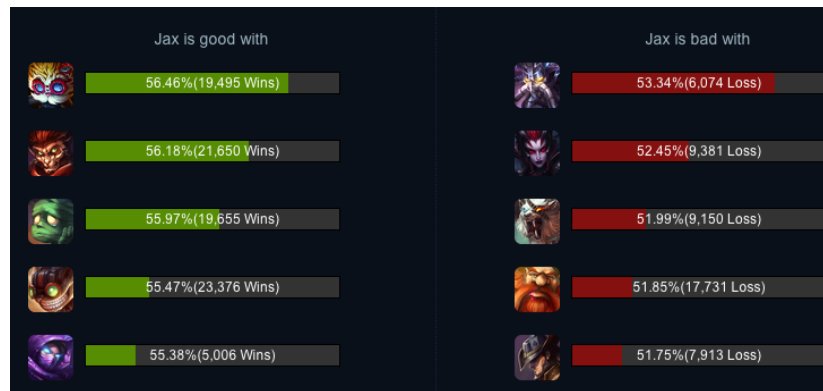 Jax is good with
56.46%(19,495 Wins)
56.18%(21,650 Wins)
55.97%(19,655 Wins)
55.47%(23,376 Wins)
55.38%(5,006 Wins)
Jax is bad with
53.34%(6,074 Loss)
52.45%(9,381 Loss)
51.99%(9,150 Loss)
51.85%(17,731 Loss)
51.75%(7,913 Loss)